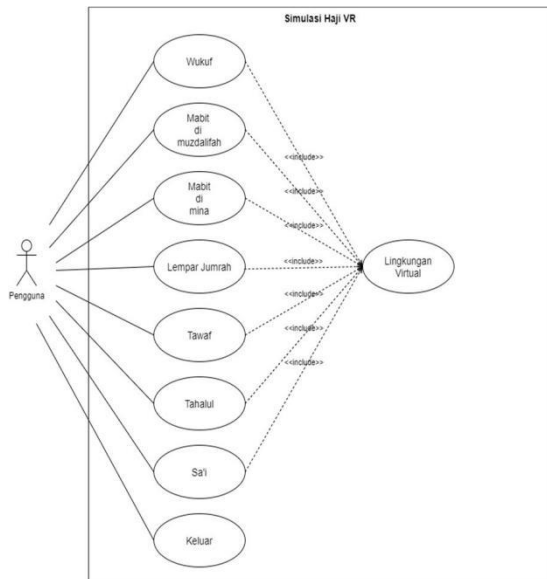 Simulasi Haji VR
Wukuf
Mabit
di
muzdalifah
<<include>>
<<include>>
Mabit
di
mina
<<include>>
Pengguna
Lempar Jumrah
<<include>>
Lingkungan
Virtual
<<include>>
Tawaf
<<include>>
Tahalul
<<include>>
Sa'i
Keluar